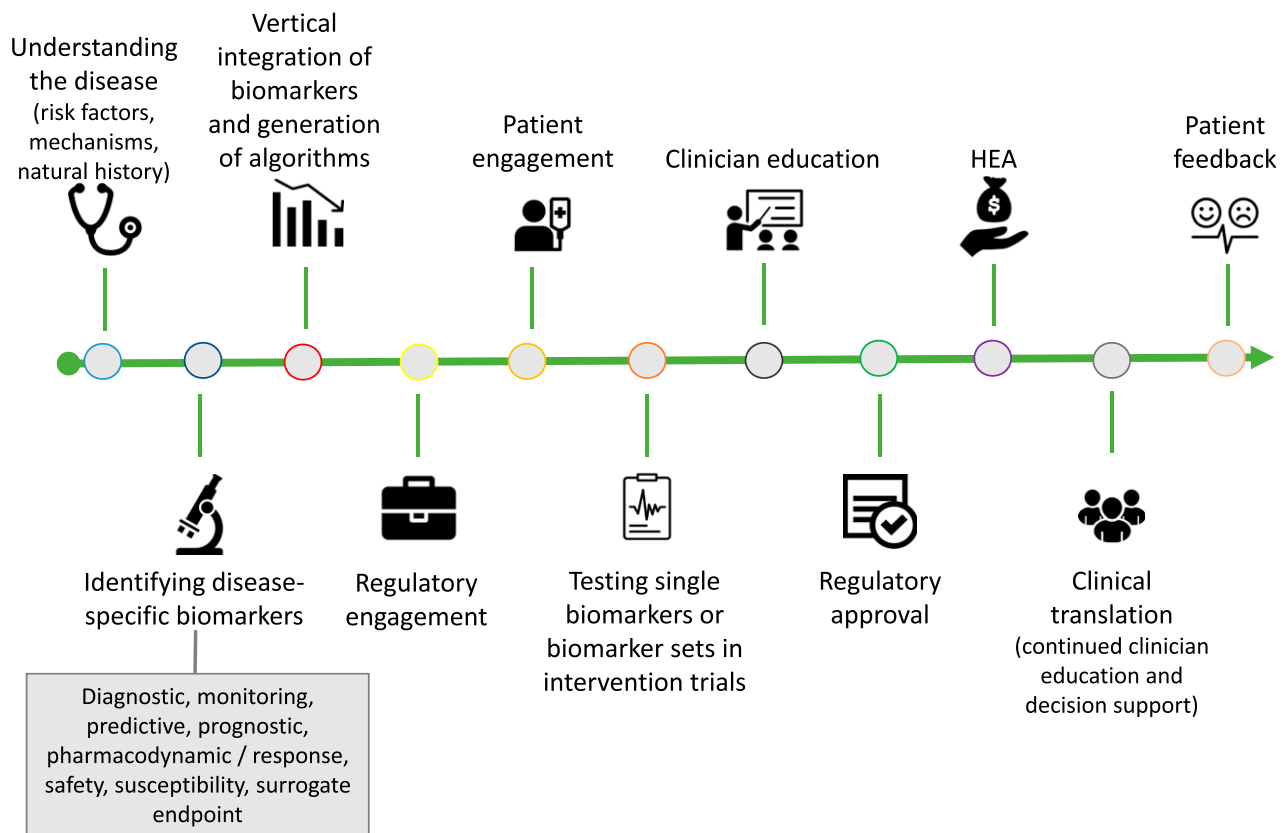 Understanding
the disease
(risk factors,
mechanisms,
natural history)
Vertical
integration of
biomarkers
and generation
of algorithms
Patient
engagement
Clinician education
HEA
$
Patient
feedback
Identifying disease-
specific biomarkers
Diagnostic, monitoring,
predictive, prognostic,
pharmacodynamic / response,
safety, susceptibility, surrogate
endpoint
Regulatory
engagement
Testing single
biomarkers or
biomarker sets in
intervention trials
Regulatory
approval
Clinical
translation
(continued clinician
education and
decision support)